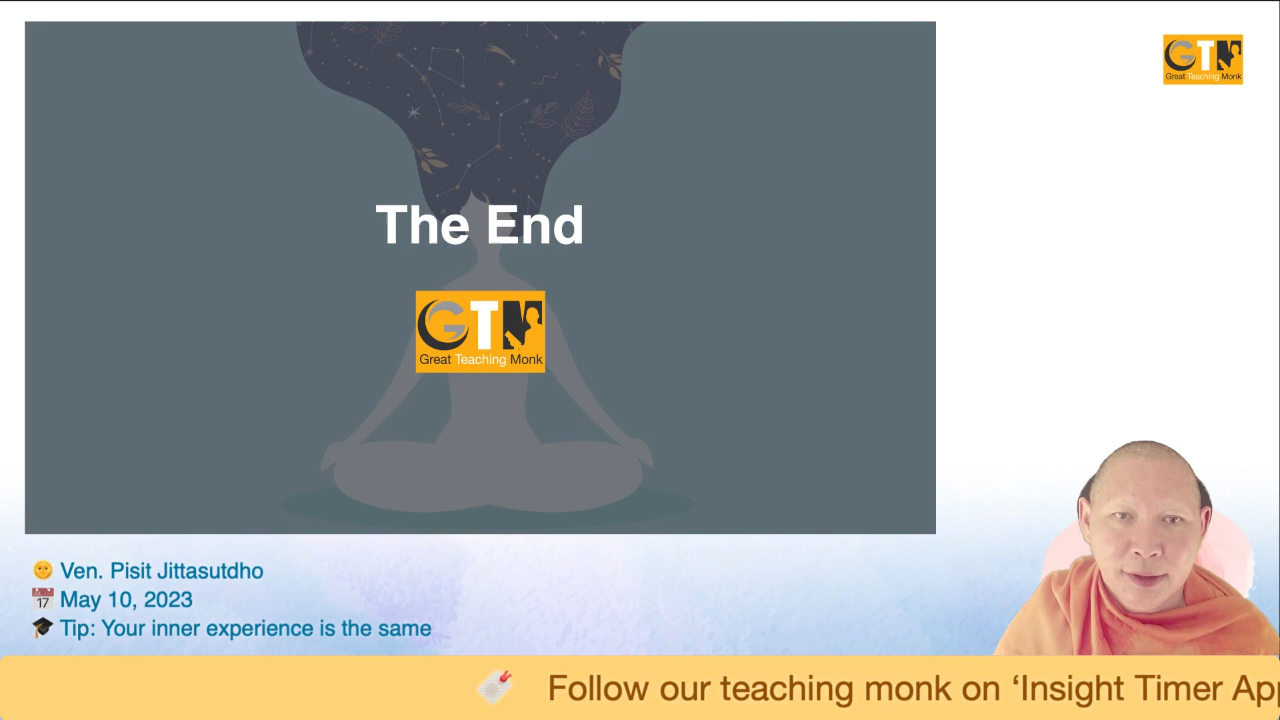 The End
GTM
Great Teaching Monk
GTM
Great Teaching Monk
🌞 Ven. Pisit Jittasutdho
📅 May 10, 2023
🎓 Tip: Your inner experience is the same
Follow our teaching monk on ‘Insight Timer Ap